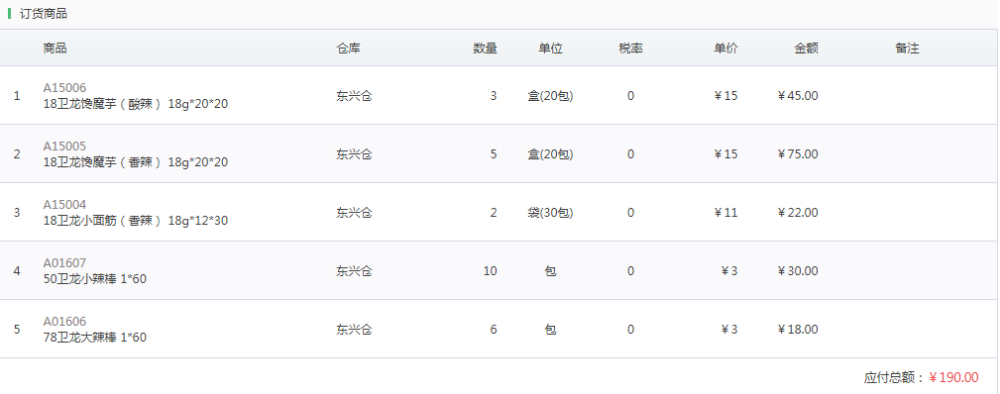 订货商品
商品 仓库 数量 单位 税率 单价 金额 备注
A15006
1 18卫龙馋魔芋（酸辣） 18g*20*20 东兴仓 3 盒(20包) 0 ￥15 ￥45.00
A15005
2 18卫龙馋魔芋（香辣） 18g*20*20 东兴仓 5 盒(20包) 0 ￥15 ￥75.00
A15004
3 18卫龙小面筋（香辣） 18g*12*30 东兴仓 2 袋(30包) 0 ￥11 ￥22.00
A01607
4 50卫龙小辣棒 1*60 东兴仓 10 包 0 ￥3 ￥30.00
A01606
5 78卫龙大辣棒 1*60 东兴仓 6 包 0 ￥3 ￥18.00
应付总额：￥190.00